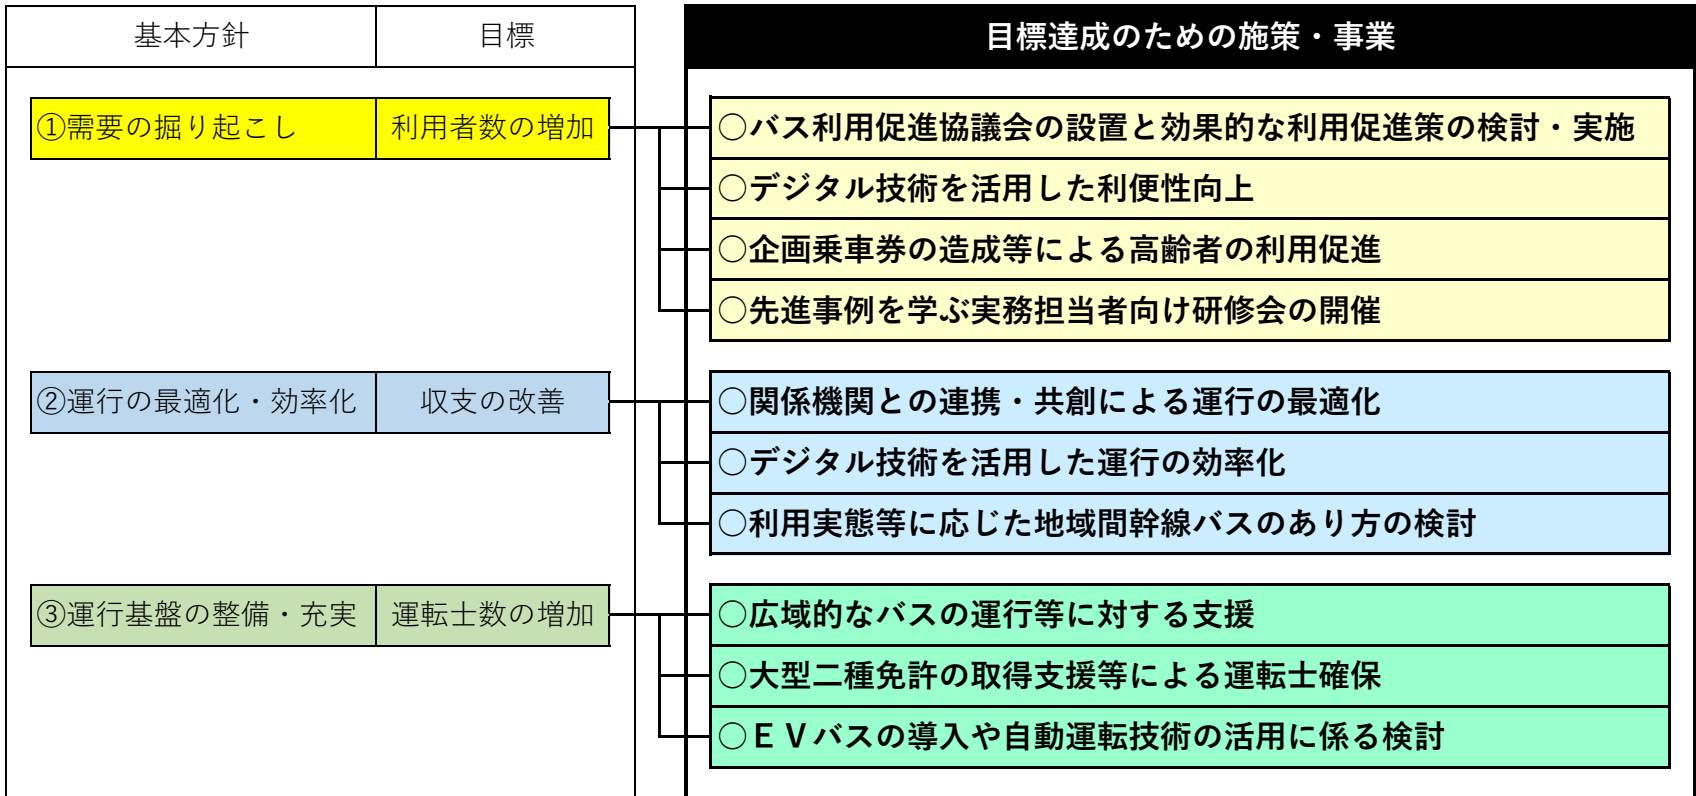 基本方針
目標
目標達成のための施策・事業
①需要の掘り起こし
利用者数の増加
○バス利用促進協議会の設置と効果的な利用促進策の検討・実施
○デジタル技術を活用した利便性向上
○企画乗車券の造成等による高齢者の利用促進
○先進事例を学ぶ実務担当者向け研修会の開催
②運行の最適化・効率化
収支の改善
○関係機関との連携・共創による運行の最適化
○デジタル技術を活用した運行の効率化
○利用実態等に応じた地域間幹線バスのあり方の検討
③運行基盤の整備・充実
運転士数の増加
○広域的なバスの運行等に対する支援
○大型二種免許の取得支援等による運転士確保
○ＥＶバスの導入や自動運転技術の活用に係る検討